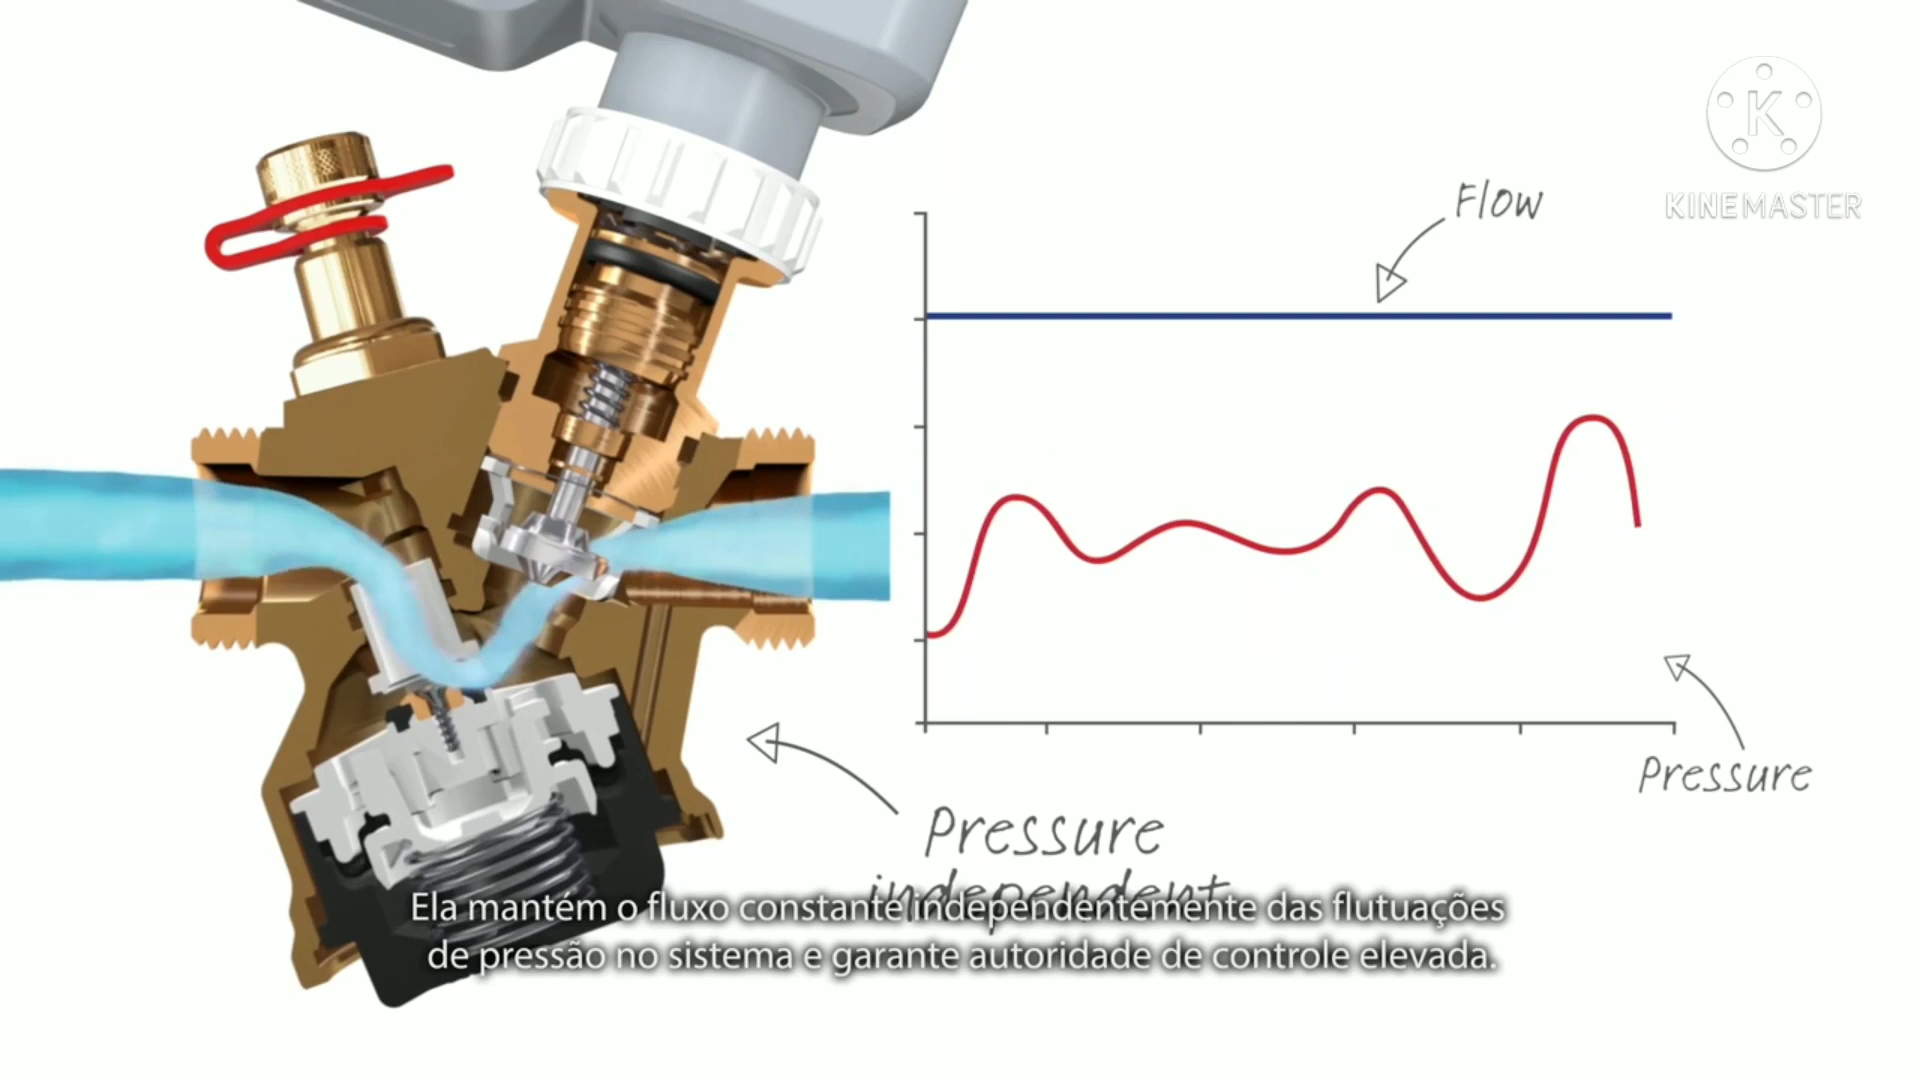 Flow
K
KINEMASTER
Pressure
Pressure
independent
Ela mantém o fluxo constante independentemente das flutuações
de pressão no sistema e garante autoridade de controle elevada.